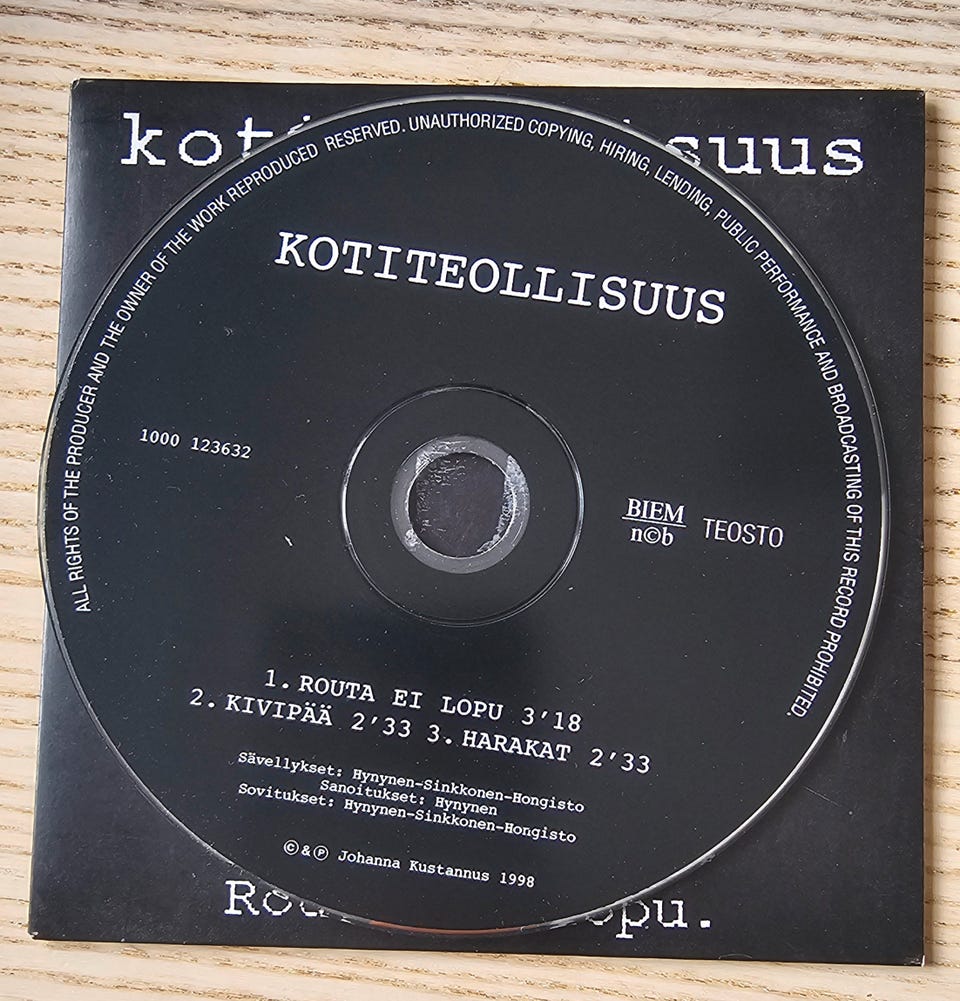 kot suus
ALL RIGHTS OF THE PRODUCER AND THE OWNER OF THE WORK REPRODUCED RESERVED. UNAUTHORIZED COPYING, HIRING, LENDING, PUBLIC PERFORMANCE AND BROADCASTING OF THIS RECORD PROHIBITED.
KOTITEOLLISUUS
1000 123632
BIEM
n©b
TEOSTO
1. ROUTA EI LOPU 3'18
2. KIVIPÄÄ 2'33 3. HARAKAT 2'33
Sävellykset: Hynynen-Sinkkonen-Hongisto
Sanoitukset: Hynynen
Sovitukset: Hynynen-Sinkkonen-Hongisto
©&℗ Johanna Kustannus 1998
Rou opu.